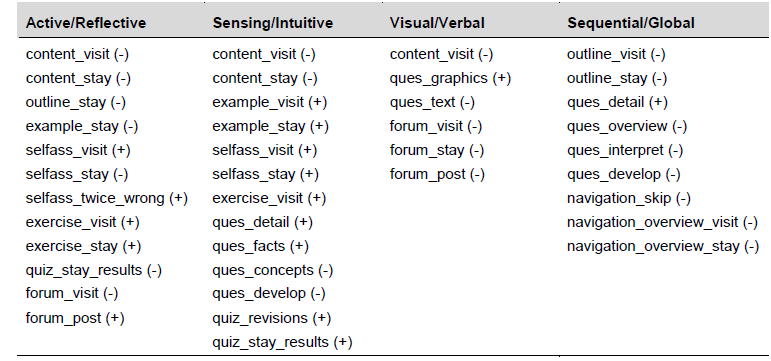 Active/Reflective Sensing/Intuitive Visual/Verbal Sequential/Global
content_visit (-) content_visit (-) content_visit (-) outline_visit (-)
content_stay (-) content_stay (-) ques_graphics (+) outline_stay (-)
outline_stay (-) example_visit (+) ques_text (-) ques_detail (+)
example_stay (-) example_stay (+) forum_visit (-) ques_overview (-)
selfass_visit (+) selfass_visit (+) forum_stay (-) ques_interpret (-)
selfass_stay (-) selfass_stay (+) forum_post (-) ques_develop (-)
selfass_twice_wrong (+) exercise_visit (+) navigation_skip (-)
exercise_visit (+) ques_detail (+) navigation_overview_visit (-)
exercise_stay (+) ques_facts (+) navigation_overview_stay (-)
quiz_stay_results (-) ques_concepts (-)
forum_visit (-) ques_develop (-)
forum_post (+) quiz_revisions (+)
quiz_stay_results (+)